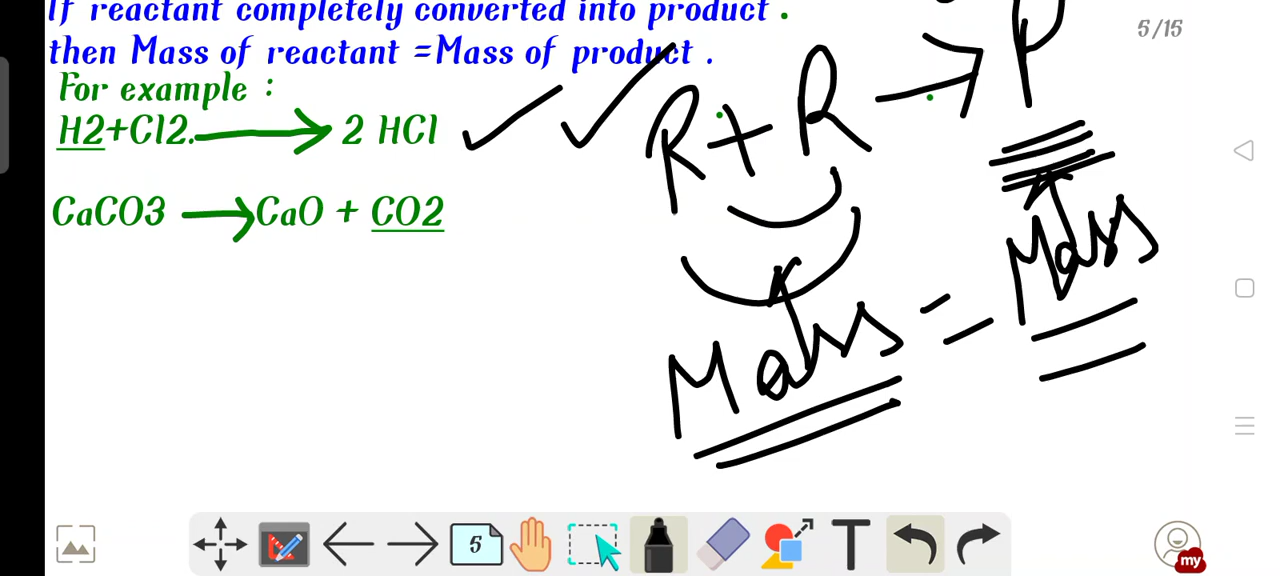 If reactant completely converted into product .
then Mass of reactant =Mass of product .
For example :
H2+Cl2. → 2 HCl
CaCO3 → CaO + CO2
R + R → P
Mass = Mass
5/15
5
T
my